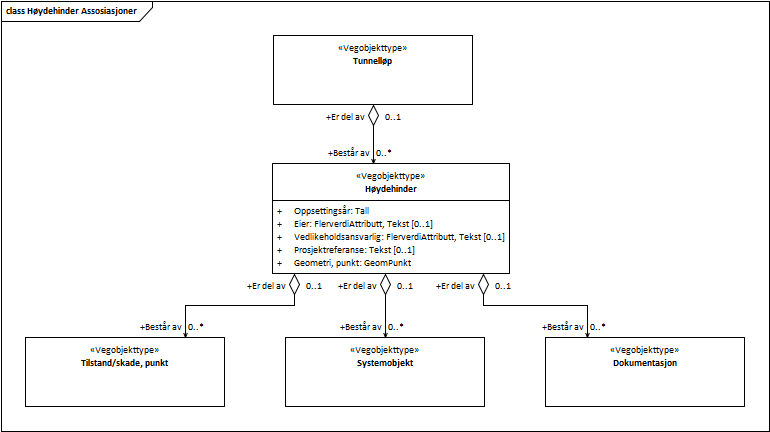 class Høydehinder Assosiasjoner
«Vegobjekttype»
Tunnelløp
+Er del av 0..1
+Består av 0..*
«Vegobjekttype»
Høydehinder
+ Oppsettingsår: Tall
+ Eier: FlerverdiAttributt, Tekst [0..1]
+ Vedlikeholdsansvarlig: FlerverdiAttributt, Tekst [0..1]
+ Prosjektreferanse: Tekst [0..1]
+ Geometri, punkt: GeomPunkt
+Er del av 0..1 +Er del av 0..1 +Er del av 0..1
+Består av 0..* +Består av 0..* +Består av 0..*
«Vegobjekttype» «Vegobjekttype» «Vegobjekttype»
Tilstand/skade, punkt Systemobjekt Dokumentasjon